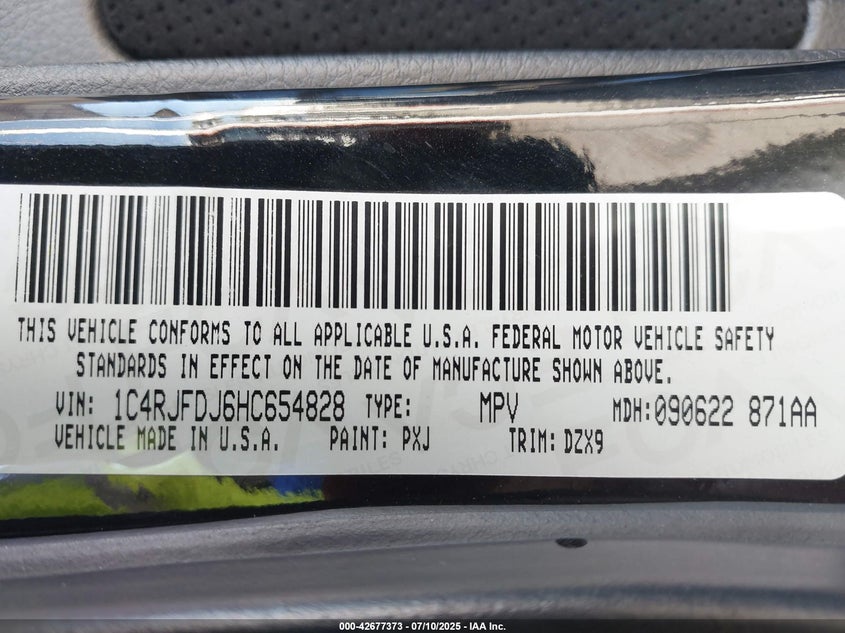 THIS VEHICLE CONFORMS TO ALL APPLICABLE U.S.A. FEDERAL MOTOR VEHICLE SAFETY
STANDARDS IN EFFECT ON THE DATE OF MANUFACTURE SHOWN ABOVE.
VIN: 1C4RJFDJ6HC654828 TYPE: MPV MDH:090622 871AA
VEHICLE MADE IN U.S.A. PAINT: PXJ TRIM: DZX9
000-42677373 / 07/10/2025 - IAA Inc.